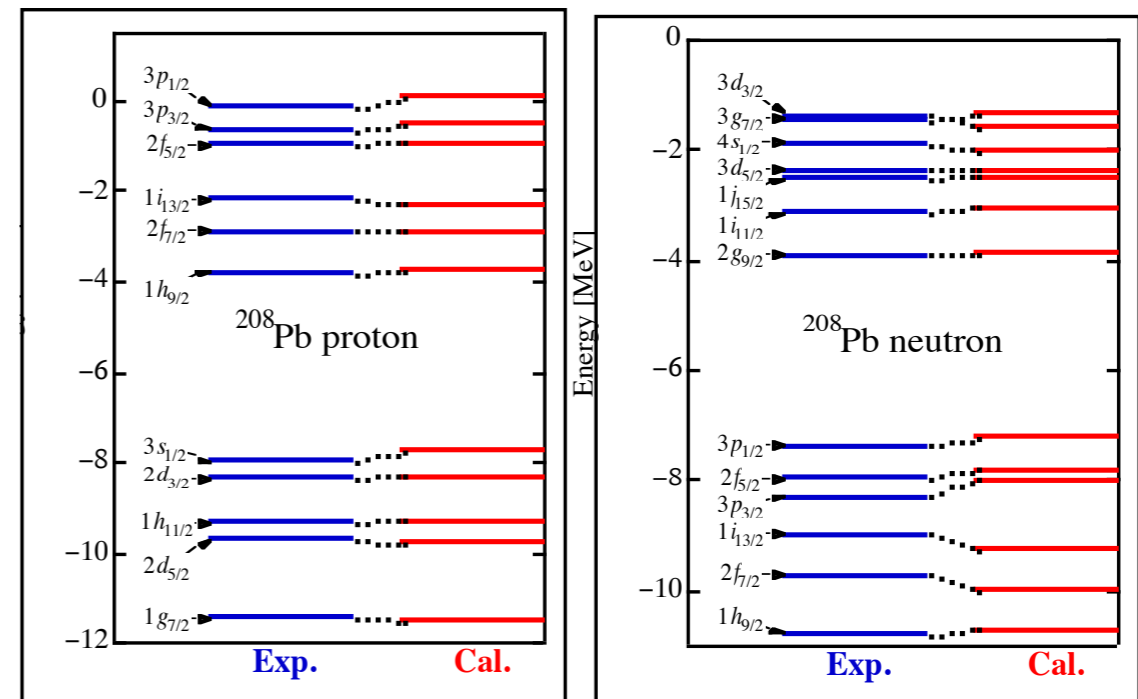 0
−2
−4
−6
−8
−10
−12
3p1/2
3p3/2
2f5/2
1i13/2
2f7/2
1h9/2
208Pb proton
3s1/2
2d3/2
1h11/2
2d5/2
1g7/2
Exp. Cal.
Energy [MeV]
0
−2
−4
−6
−8
−10
3d3/2
3g7/2
4s1/2
3d5/2
1j15/2
1i11/2
2g9/2
208Pb neutron
3p1/2
2f5/2
3p3/2
1i13/2
2f7/2
1h9/2
Exp. Cal.